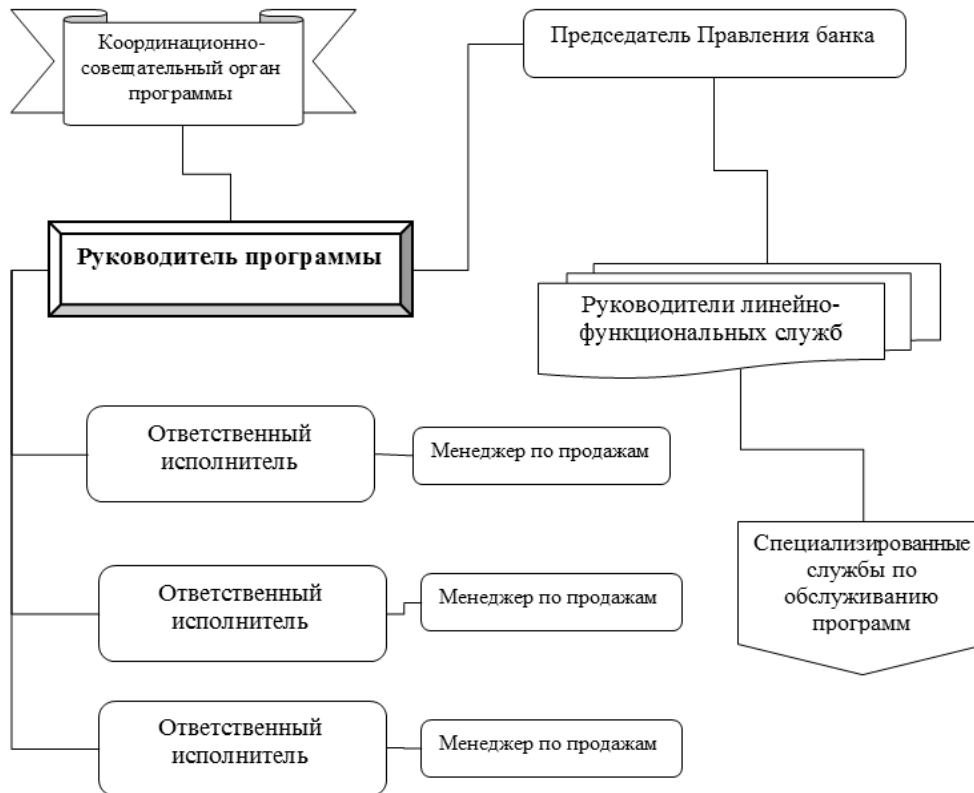 Координационно-
совещательный орган
программы
Председатель Правления банка
Руководитель программы
Руководители линейно-
функциональных служб
Ответственный
исполнитель
Менеджер по продажам
Специализированные
службы по
обслуживанию
программ
Ответственный
исполнитель
Менеджер по продажам
Ответственный
исполнитель
Менеджер по продажам